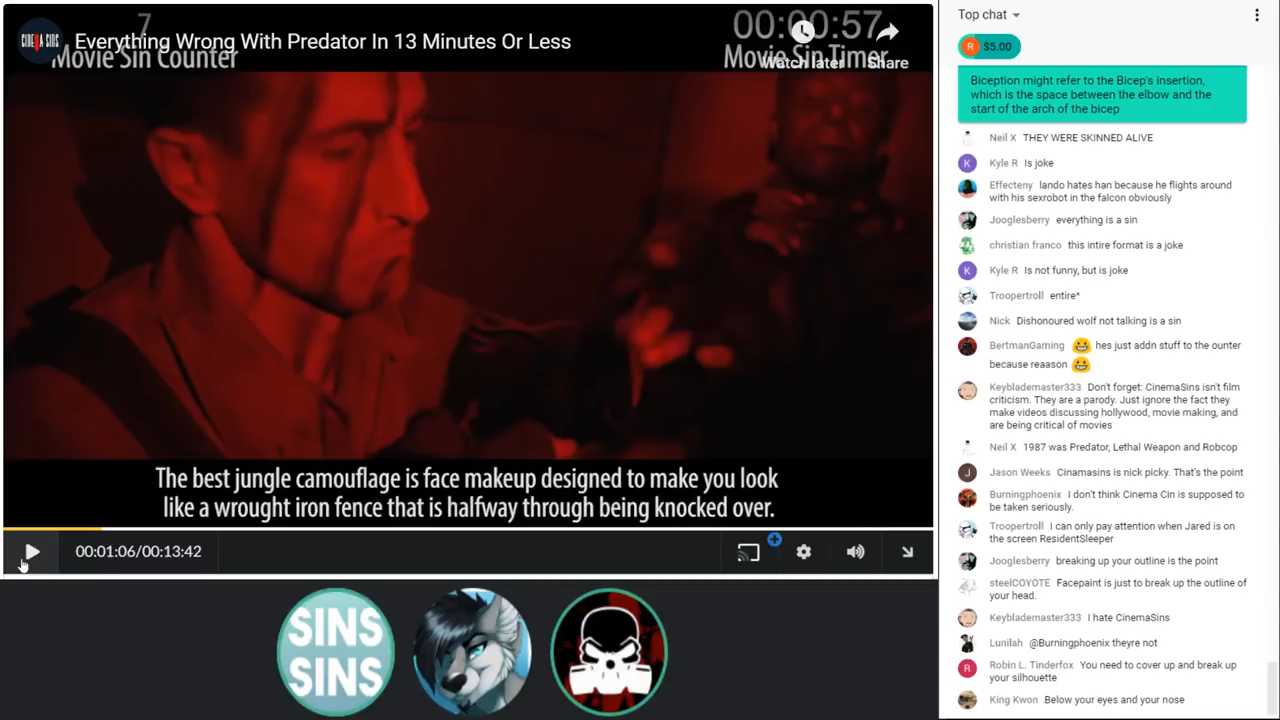 7
00:00:57
CINEMA SINS
Everything Wrong With Predator In 13 Minutes Or Less
Movie Sin Counter
Movie Sin Timer
Watch later
Share
The best jungle camouflage is face makeup designed to make you look
like a wrought iron fence that is halfway through being knocked over.
00:01:06/00:13:42
SINS
SINS
Top chat
R $5.00
Biception might refer to the Bicep's insertion,
which is the space between the elbow and the
start of the arch of the bicep
Neil X THEY WERE SKINNED ALIVE
K Kyle R Is joke
Effecteny lando hates han because he flights around
with his sexrobot in the falcon obviously
Jooglesberry everything is a sin
christian franco this intire format is a joke
K Kyle R Is not funny, but is joke
Troopertroll entire*
Nick Dishonoured wolf not talking is a sin
BertmanGaming hes just addn stuff to the ounter
because reaason
Keyblademaster333 Don't forget: CinemaSins isn't film
criticism. They are a parody. Just ignore the fact they
make videos discussing hollywood, movie making, and
are being critical of movies
Neil X 1987 was Predator, Lethal Weapon and Robcop
J Jason Weeks Cinamasins is nick picky. That's the point
Burningphoenix I don't think Cinema Cin is supposed to
be taken seriously.
Troopertroll I can only pay attention when Jared is on
the screen ResidentSleeper
Jooglesberry breaking up your outline is the point
steelCOYOTE Facepaint is just to break up the outline of
your head.
Keyblademaster333 I hate CinemaSins
Lunilah @Burningphoenix theyre not
R Robin L. Tinderfox You need to cover up and break up
your silhouette
King Kwon Below your eyes and your nose